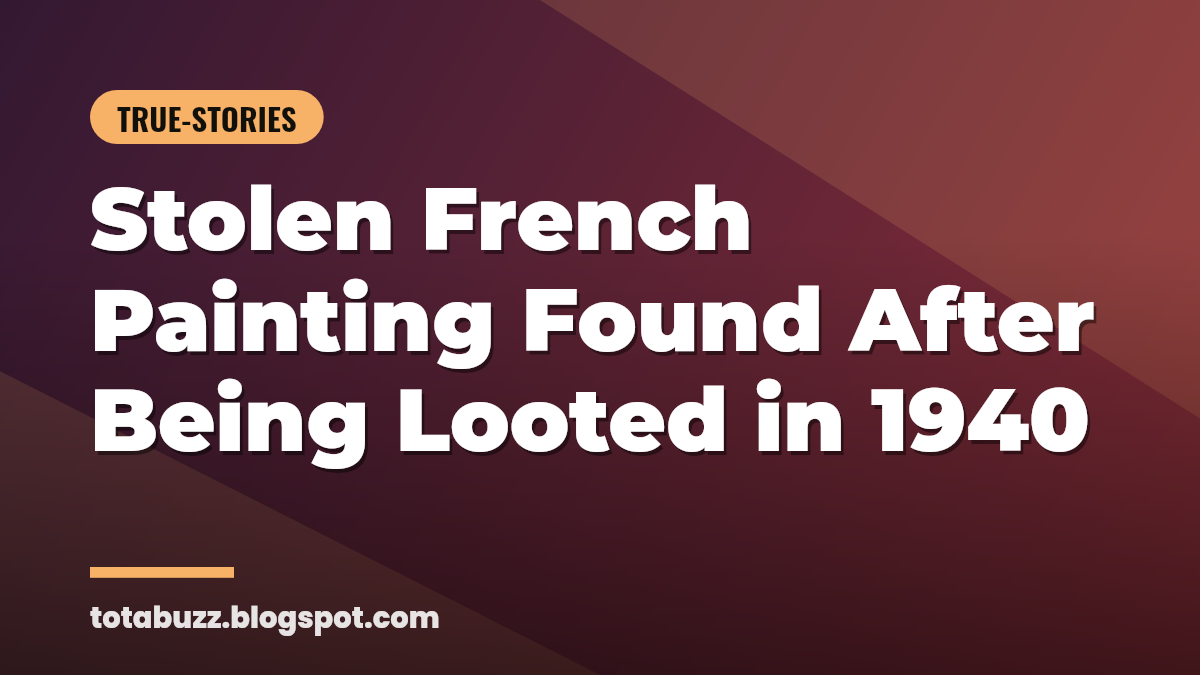 TRUE-STORIES
Stolen French
Painting Found After
Being Looted in 1940
totabuzz.blogspot.com